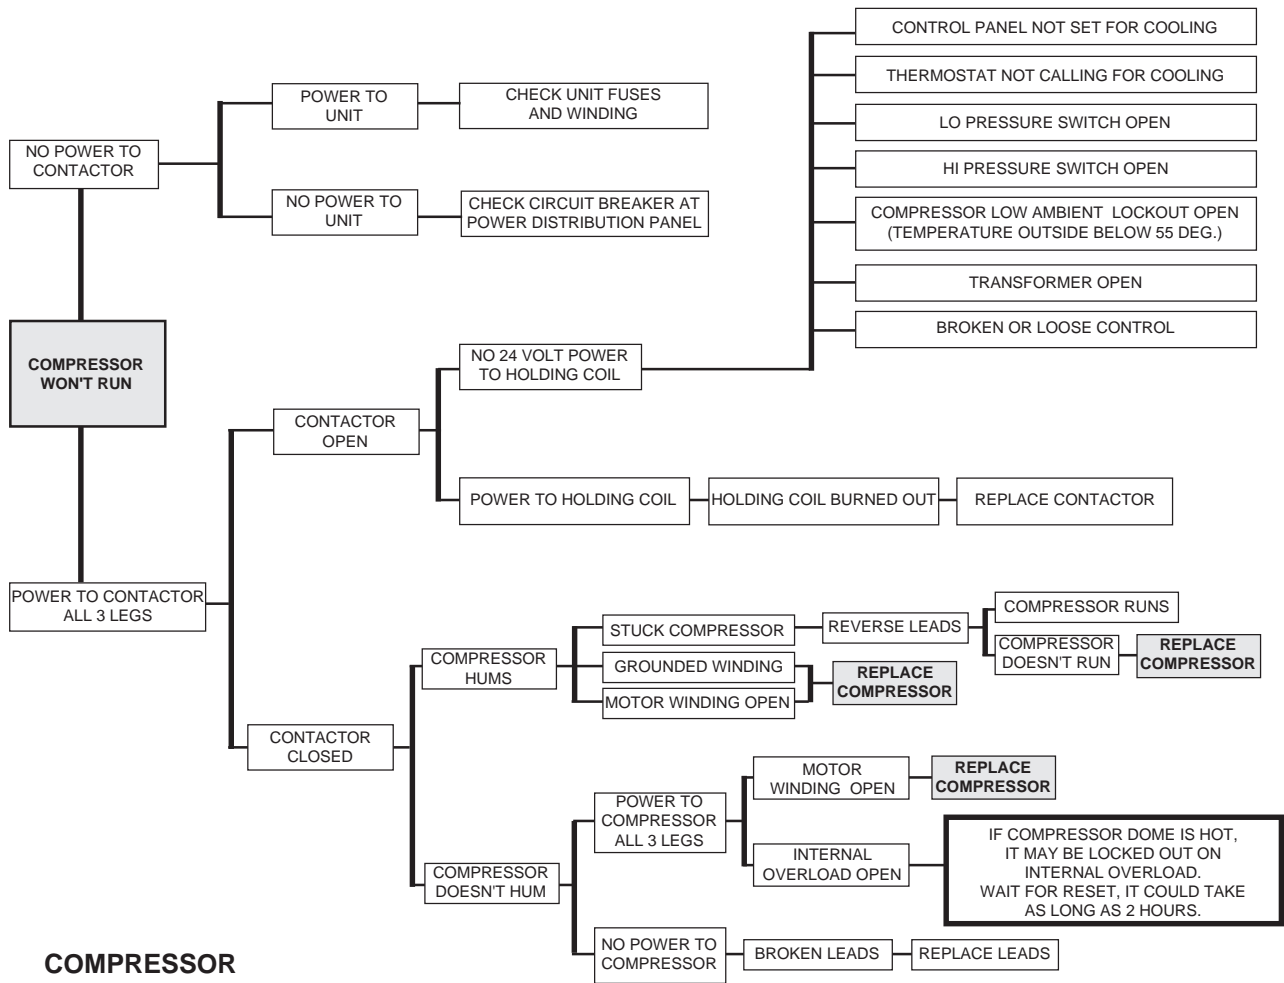 CONTROL PANEL NOT SET FOR COOLING
THERMOSTAT NOT CALLING FOR COOLING
LO PRESSURE SWITCH OPEN
HI PRESSURE SWITCH OPEN
COMPRESSOR LOW AMBIENT LOCKOUT OPEN
(TEMPERATURE OUTSIDE BELOW 55 DEG.)
TRANSFORMER OPEN
BROKEN OR LOOSE CONTROL
POWER TO
UNIT
CHECK UNIT FUSES
AND WINDING
NO POWER TO
CONTACTOR
NO POWER TO
UNIT
CHECK CIRCUIT BREAKER AT
POWER DISTRIBUTION PANEL
COMPRESSOR
WON'T RUN
NO 24 VOLT POWER
TO HOLDING COIL
CONTACTOR
OPEN
POWER TO HOLDING COIL
HOLDING COIL BURNED OUT
REPLACE CONTACTOR
POWER TO CONTACTOR
ALL 3 LEGS
COMPRESSOR
HUMS
STUCK COMPRESSOR
REVERSE LEADS
COMPRESSOR RUNS
COMPRESSOR
DOESN'T RUN
REPLACE
COMPRESSOR
GROUNDED WINDING
MOTOR WINDING OPEN
REPLACE
COMPRESSOR
CONTACTOR
CLOSED
POWER TO
COMPRESSOR
ALL 3 LEGS
MOTOR
WINDING OPEN
REPLACE
COMPRESSOR
INTERNAL
OVERLOAD OPEN
IF COMPRESSOR DOME IS HOT,
IT MAY BE LOCKED OUT ON
INTERNAL OVERLOAD.
WAIT FOR RESET, IT COULD TAKE
AS LONG AS 2 HOURS.
COMPRESSOR
DOESN'T HUM
NO POWER TO
COMPRESSOR
BROKEN LEADS
REPLACE LEADS
COMPRESSOR